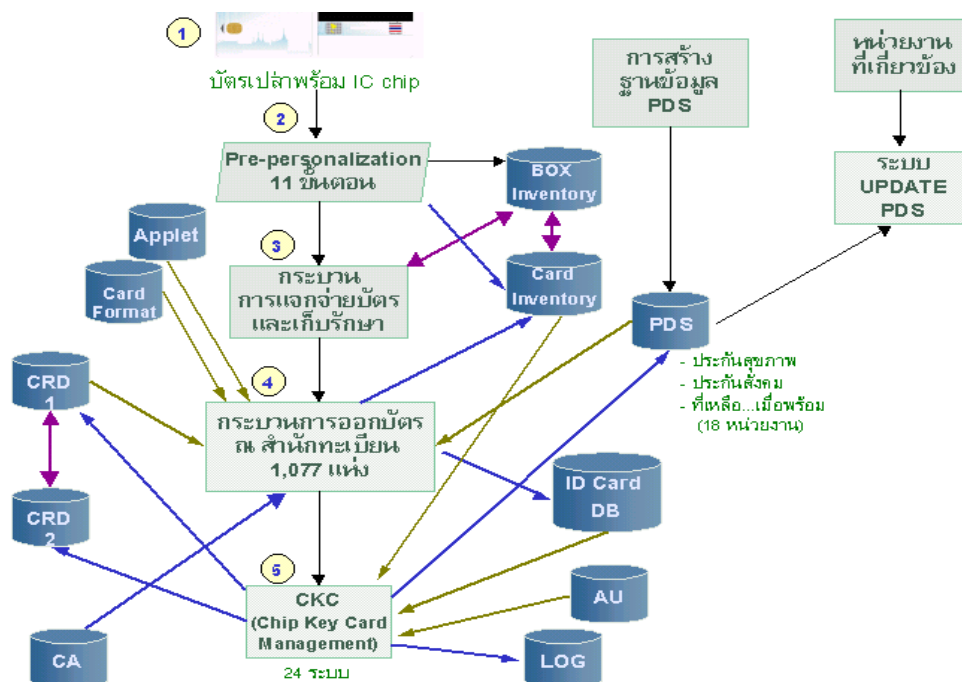 1
บัตรเปล่าพร้อม IC chip
2
Pre-personalization
11 ขั้นตอน
BOX
Inventory
การสร้าง
ฐานข้อมูล
PDS
หน่วยงาน
ที่เกี่ยวข้อง
ระบบ
UPDATE
PDS
Applet
Card
Format
3
กระบวน
การแจกจ่ายบัตร
และเก็บรักษา
Card
Inventory
PDS
- ประกันสุขภาพ
- ประกันสังคม
- ที่เหลือ...เมื่อพร้อม
(18 หน่วยงาน)
CRD
1
4
กระบวนการออกบัตร
ณ สำนักทะเบียน
1,077 แห่ง
ID Card
DB
CRD
2
5
CKC
(Chip Key Card
Management)
24 ระบบ
AU
CA
LOG